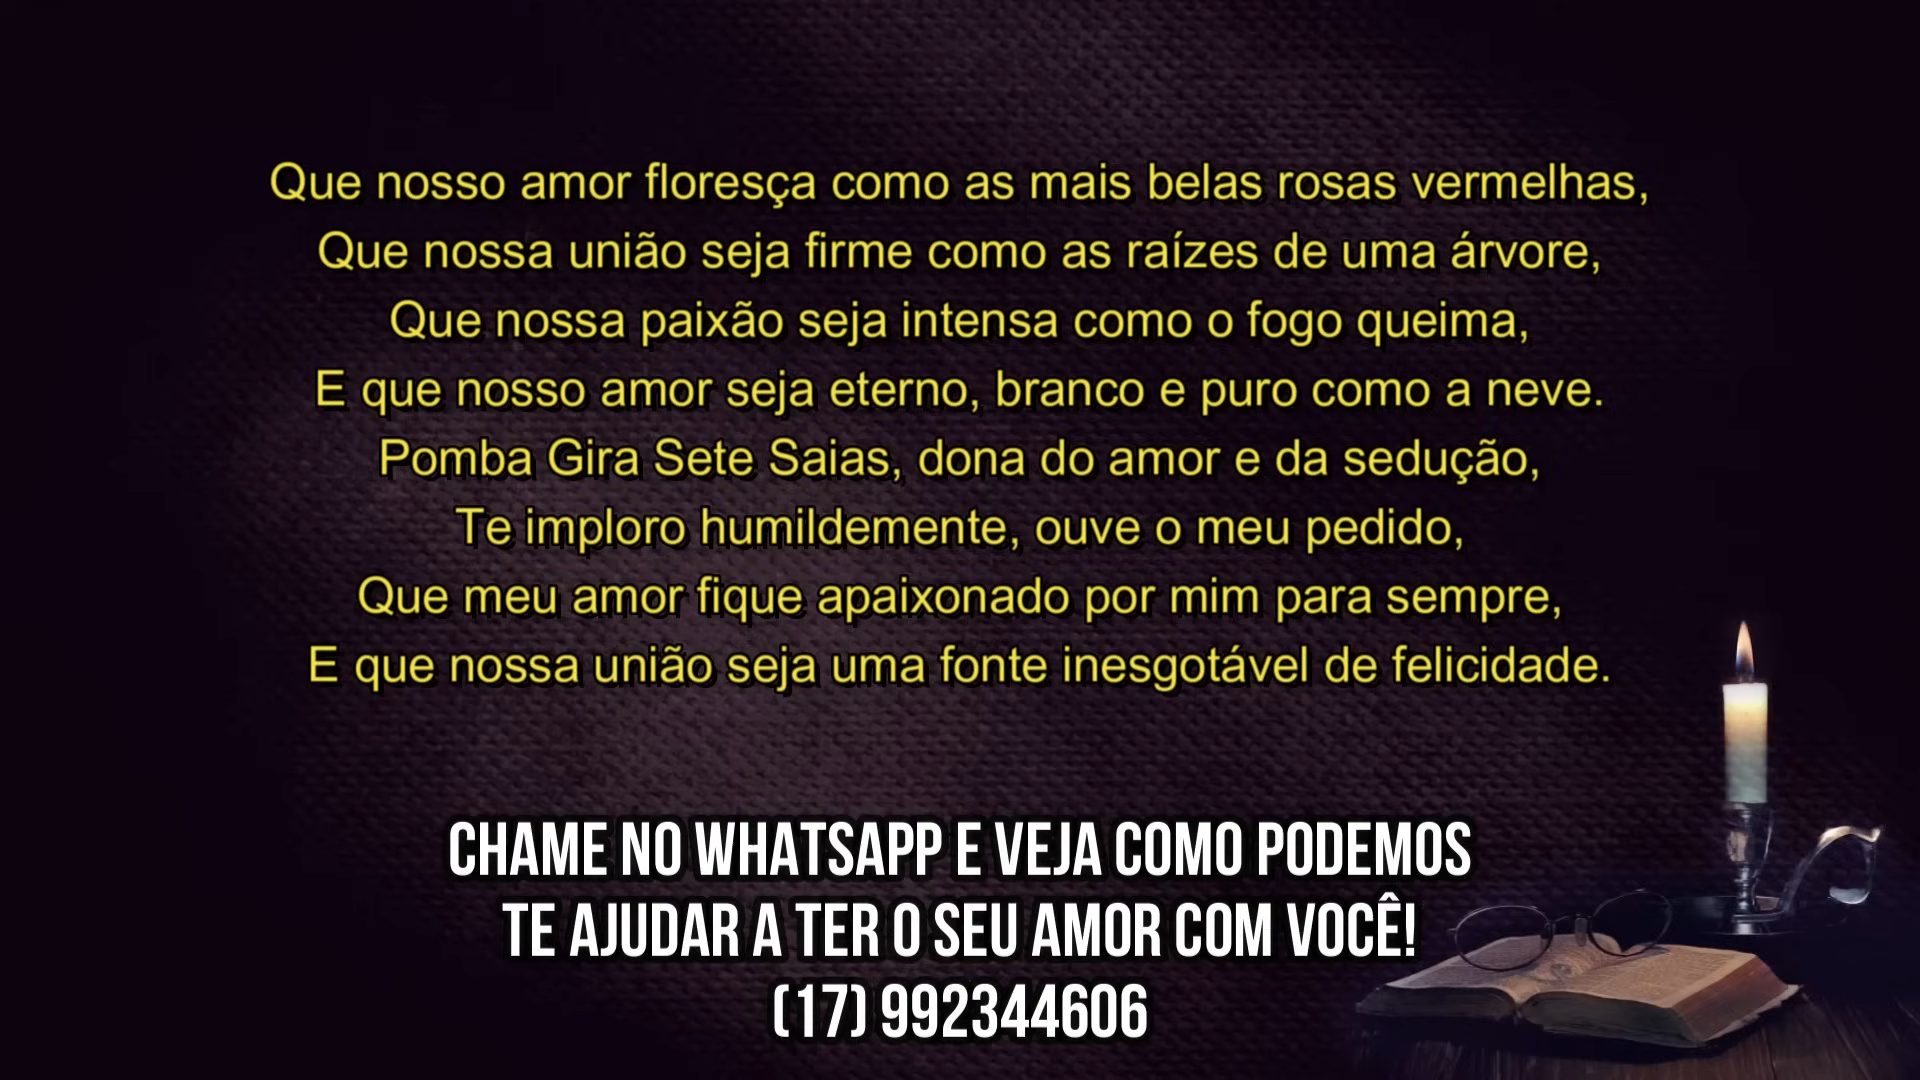 Que nosso amor floresça como as mais belas rosas vermelhas,
Que nossa união seja firme como as raízes de uma árvore,
Que nossa paixão seja intensa como o fogo queima,
E que nosso amor seja eterno, branco e puro como a neve.
Pomba Gira Sete Saias, dona do amor e da sedução,
Te imploro humildemente, ouve o meu pedido,
Que meu amor fique apaixonado por mim para sempre,
E que nossa união seja uma fonte inesgotável de felicidade.
CHAME NO WHATSAPP E VEJA COMO PODEMOS
TE AJUDAR A TER O SEU AMOR COM VOCÊ!
(17) 992344606